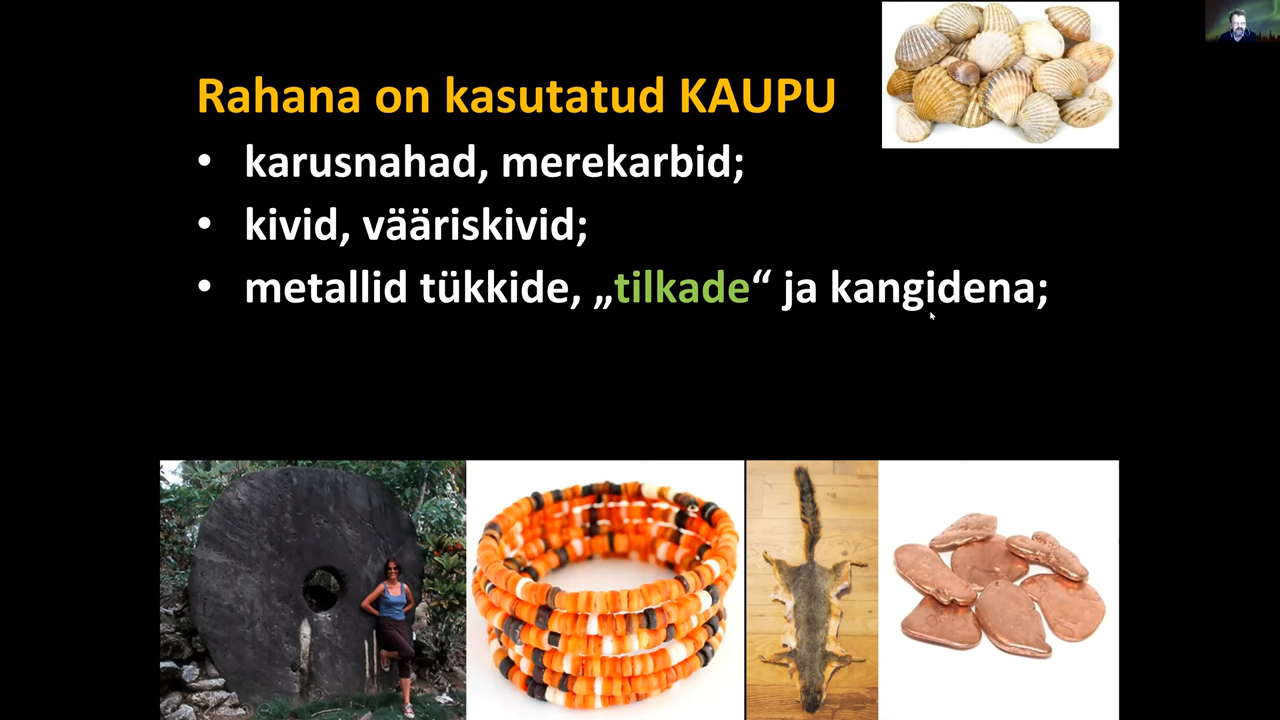 Rahana on kasutatud KAUPU
• karusnahad, merekarbid;
• kivid, vääriskivid;
• metallid tükkide, „tilkade“ ja kangidena;